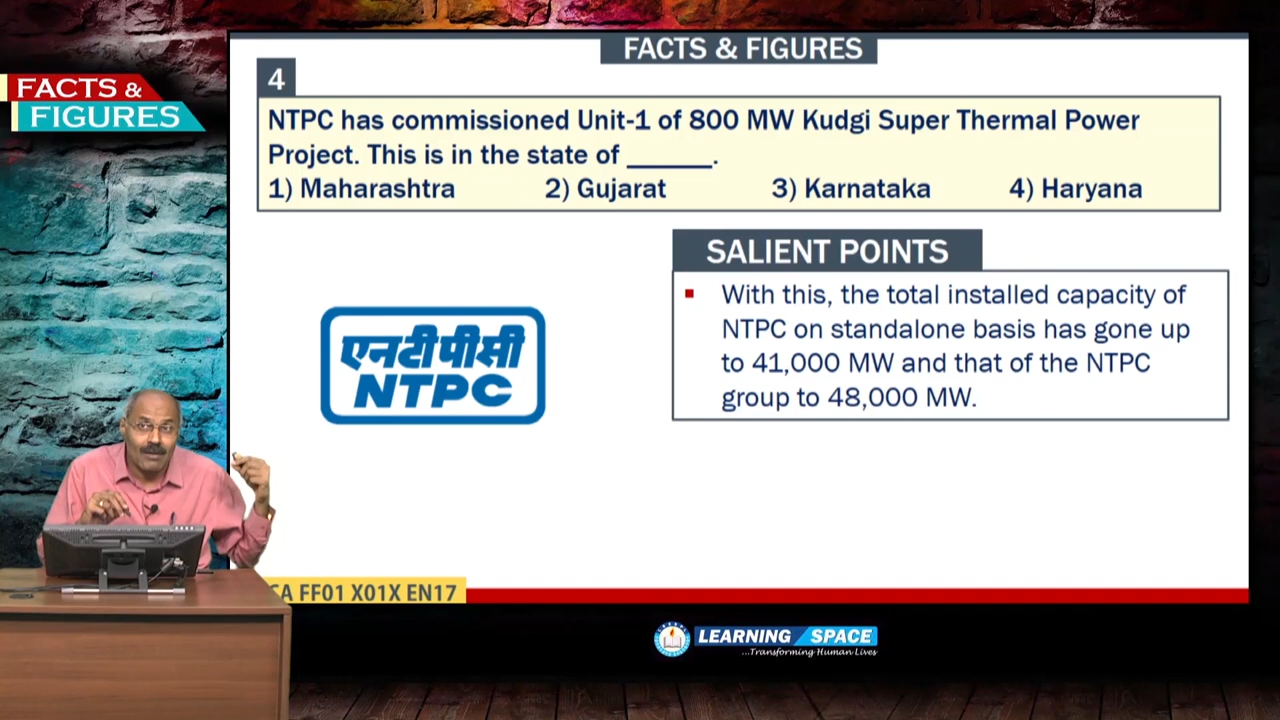 FACTS & FIGURES
FACTS &
FIGURES
4
NTPC has commissioned Unit-1 of 800 MW Kudgi Super Thermal Power
Project. This is in the state of ______.
1) Maharashtra 2) Gujarat 3) Karnataka 4) Haryana
SALIENT POINTS
▪ With this, the total installed capacity of
NTPC on standalone basis has gone up
to 41,000 MW and that of the NTPC
group to 48,000 MW.
एनटीपीसी
NTPC
CA FF01 X01X EN17
LEARNING SPACE
...Transforming Human Lives